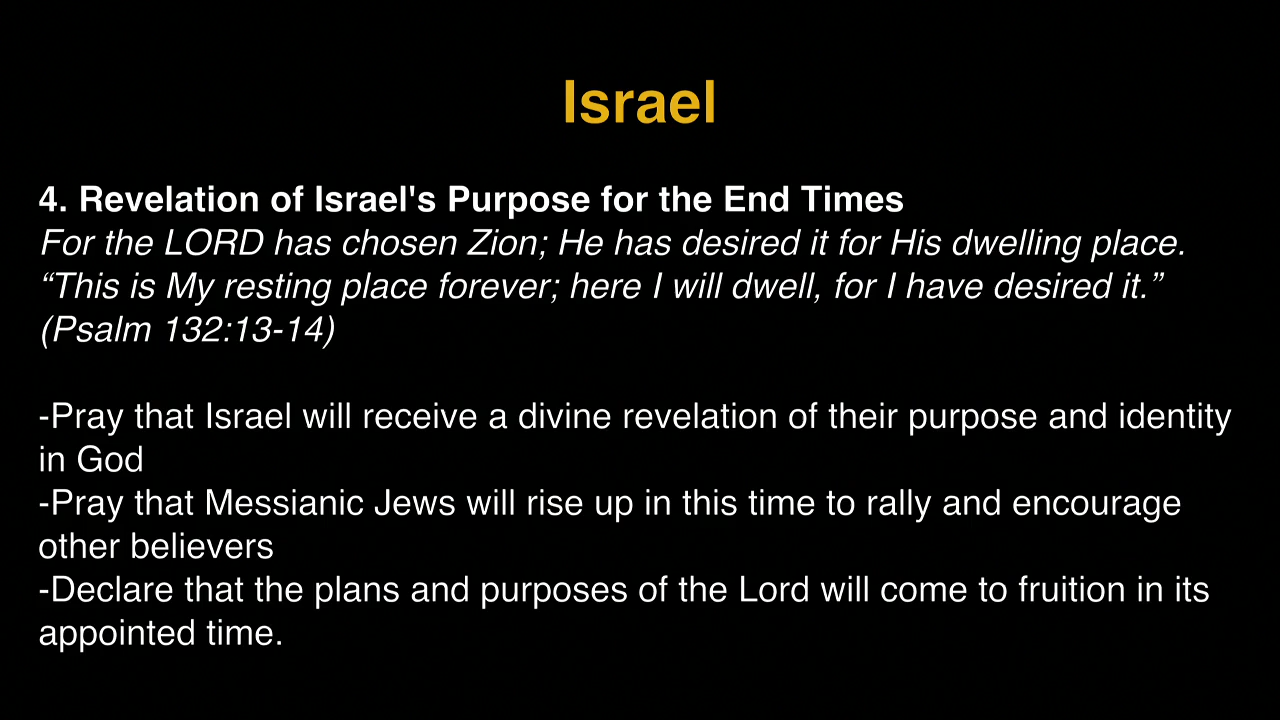 Israel
4. Revelation of Israel's Purpose for the End Times
For the LORD has chosen Zion; He has desired it for His dwelling place.
“This is My resting place forever; here I will dwell, for I have desired it.”
(Psalm 132:13-14)
-Pray that Israel will receive a divine revelation of their purpose and identity
in God
-Pray that Messianic Jews will rise up in this time to rally and encourage
other believers
-Declare that the plans and purposes of the Lord will come to fruition in its
appointed time.